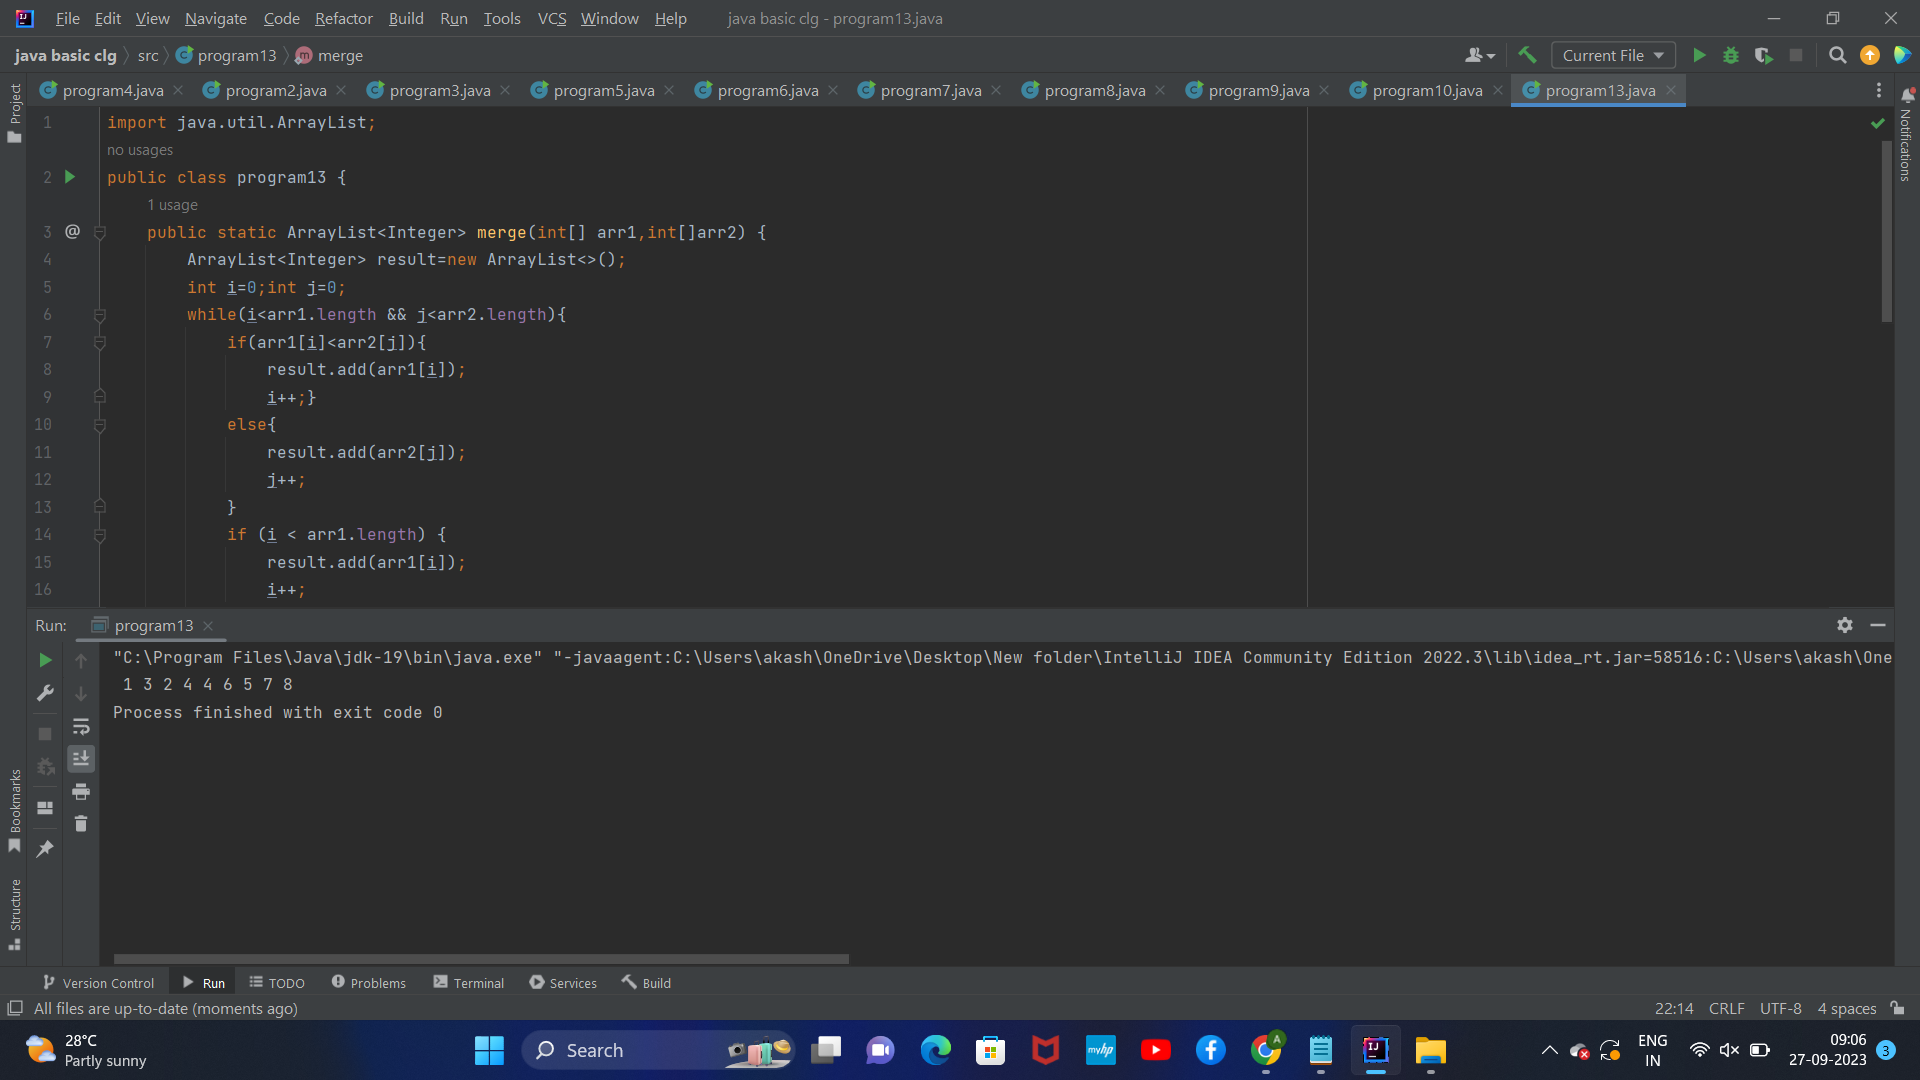 File Edit View Navigate Code Refactor Build Run Tools VCS Window Help java basic clg - program13.java
java basic clg src program13 merge Current File
program4.java program2.java program3.java program5.java program6.java program7.java program8.java program9.java program10.java program13.java
Project
Notifications
1 import java.util.ArrayList;
no usages
2 public class program13 {
1 usage
3 @ public static ArrayList<Integer> merge(int[] arr1,int[]arr2) {
4 ArrayList<Integer> result=new ArrayList<>();
5 int i=0;int j=0;
6 while(i<arr1.length && j<arr2.length){
7 if(arr1[i]<arr2[j]){
8 result.add(arr1[i]);
9 i++;}
10 else{
11 result.add(arr2[j]);
12 j++;
13 }
14 if (i < arr1.length) {
15 result.add(arr1[i]);
16 i++;
Run: program13
"C:\Program Files\Java\jdk-19\bin\java.exe" "-javaagent:C:\Users\akash\OneDrive\Desktop\New folder\IntelliJ IDEA Community Edition 2022.3\lib\idea_rt.jar=58516:C:\Users\akash\One
1 3 2 4 4 6 5 7 8
Process finished with exit code 0
Bookmarks
Structure
Version Control Run TODO Problems Terminal Services Build
All files are up-to-date (moments ago) 22:14 CRLF UTF-8 4 spaces
28°C
Partly sunny
Search
myhp
A
IJ
ENG
IN
09:06
27-09-2023
3